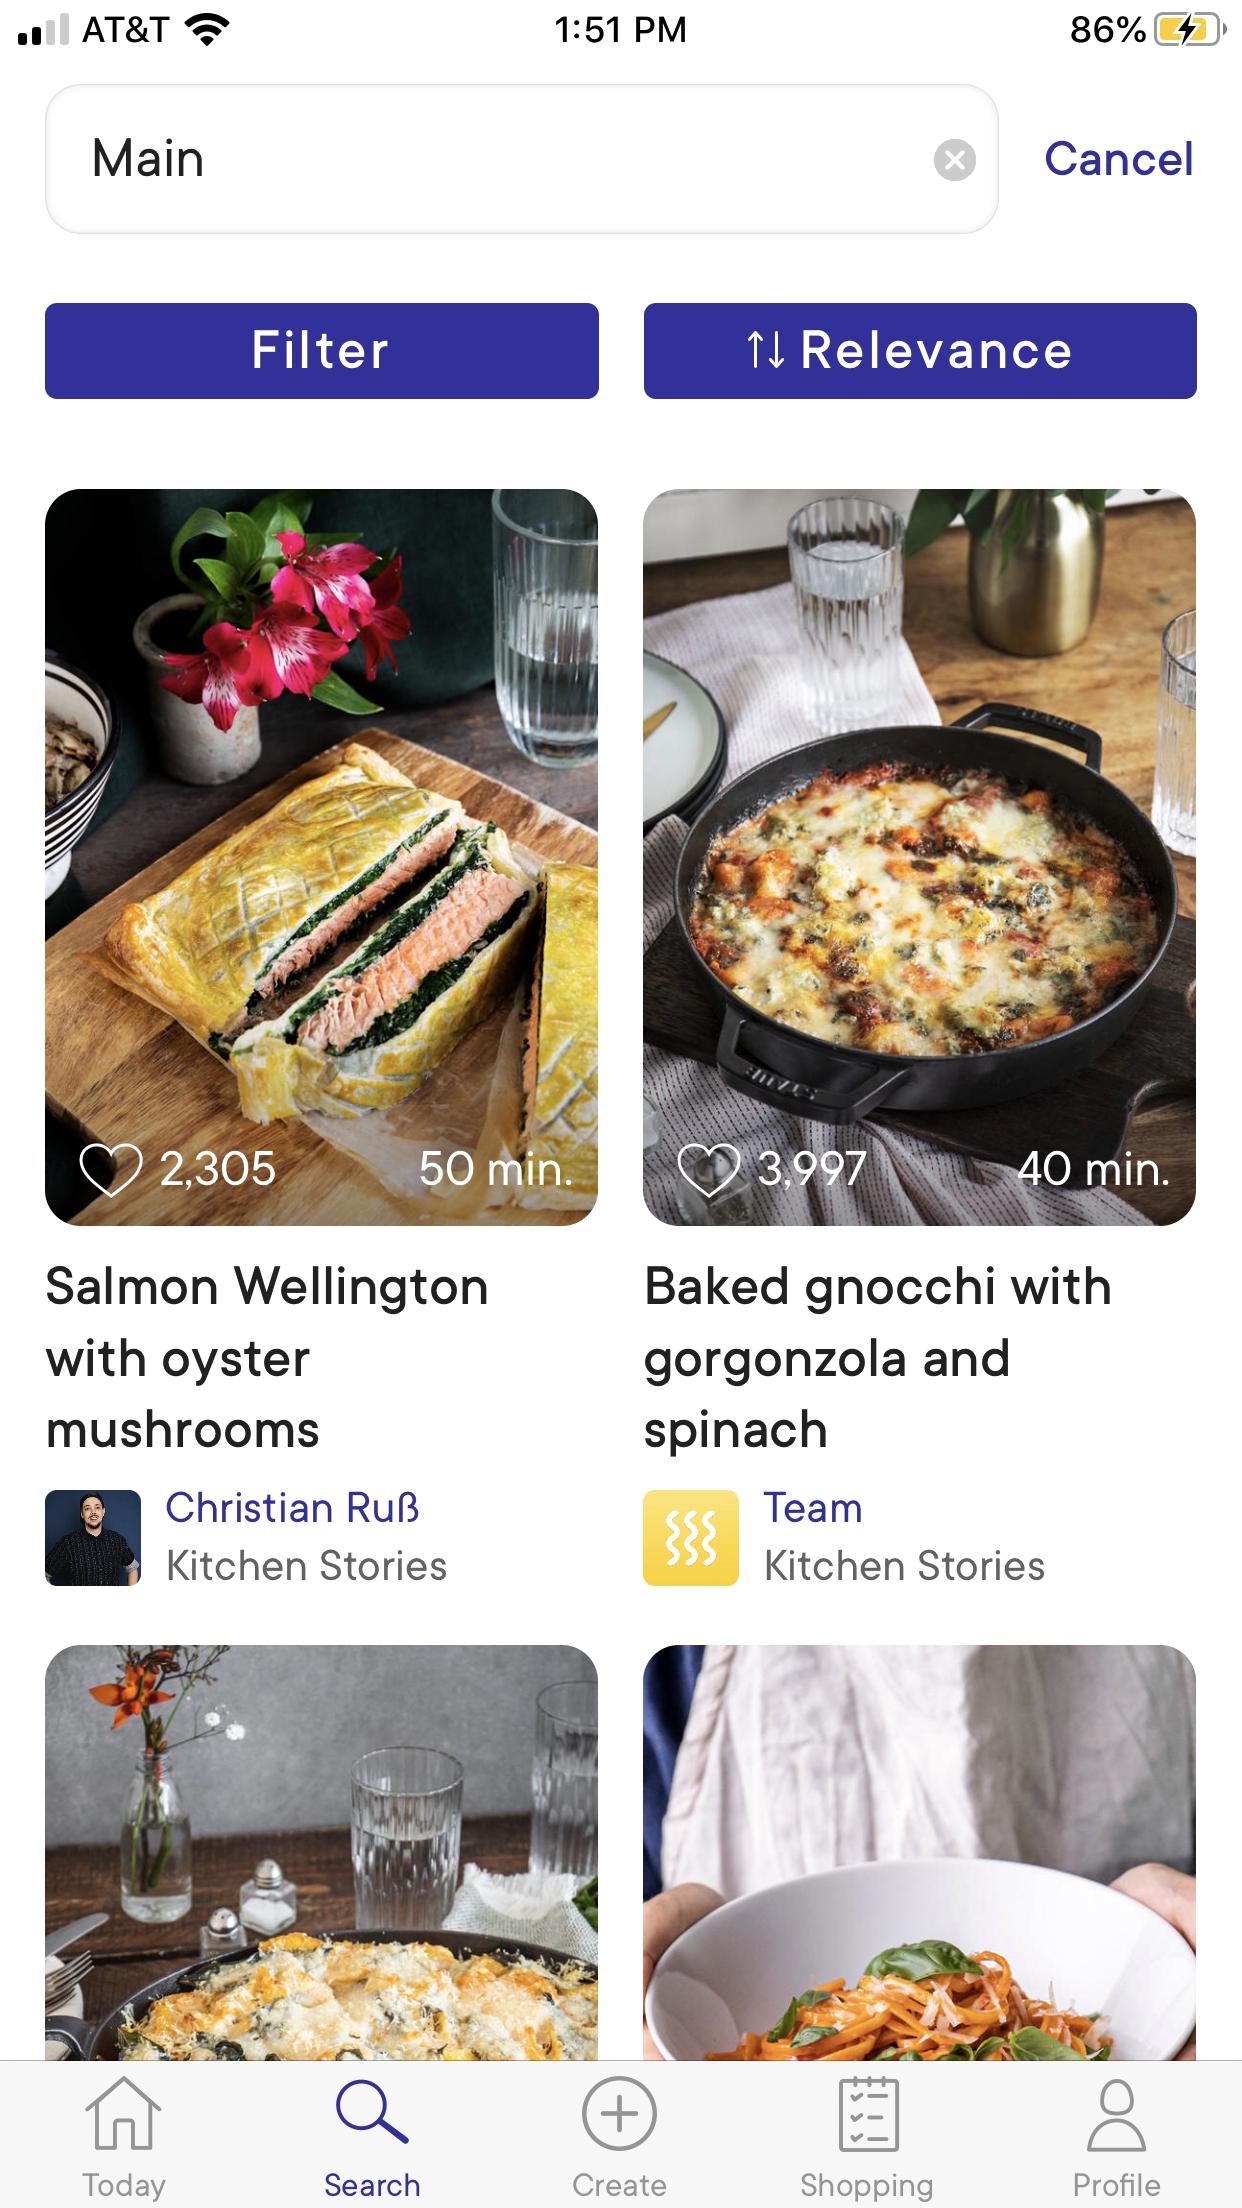 AT&T
1:51 PM
86%
Main
Cancel
Filter
Relevance
2,305
50 min.
3,997
40 min.
Salmon Wellington
with oyster
mushrooms
Christian Ruß
Kitchen Stories
Baked gnocchi with
gorgonzola and
spinach
Team
Kitchen Stories
Today
Search
Create
Shopping
Profile